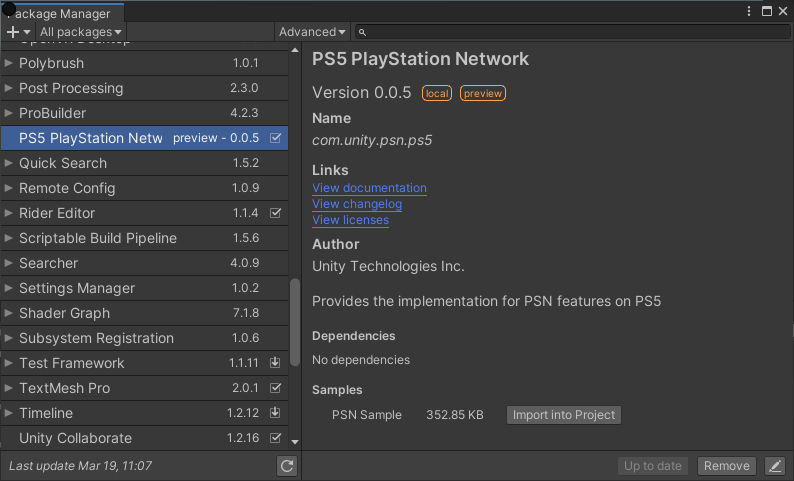 Package Manager
All packages
Advanced
OpenVR Desktop
Polybrush 1.0.1
Post Processing 2.3.0
ProBuilder 4.2.3
PS5 PlayStation Netw preview - 0.0.5
Quick Search 1.5.2
Remote Config 1.0.9
Rider Editor 1.1.4
Scriptable Build Pipeline 1.5.6
Searcher 4.0.9
Settings Manager 1.0.2
Shader Graph 7.1.8
Subsystem Registration 1.0.6
Test Framework 1.1.11
TextMesh Pro 2.0.1
Timeline 1.2.12
Unity Collaborate 1.2.16
Last update Mar 19, 11:07
PS5 PlayStation Network
Version 0.0.5 local preview
Name
com.unity.psn.ps5
Links
View documentation
View changelog
View licenses
Author
Unity Technologies Inc.
Provides the implementation for PSN features on PS5
Dependencies
No dependencies
Samples
PSN Sample 352.85 KB Import into Project
Up to date Remove